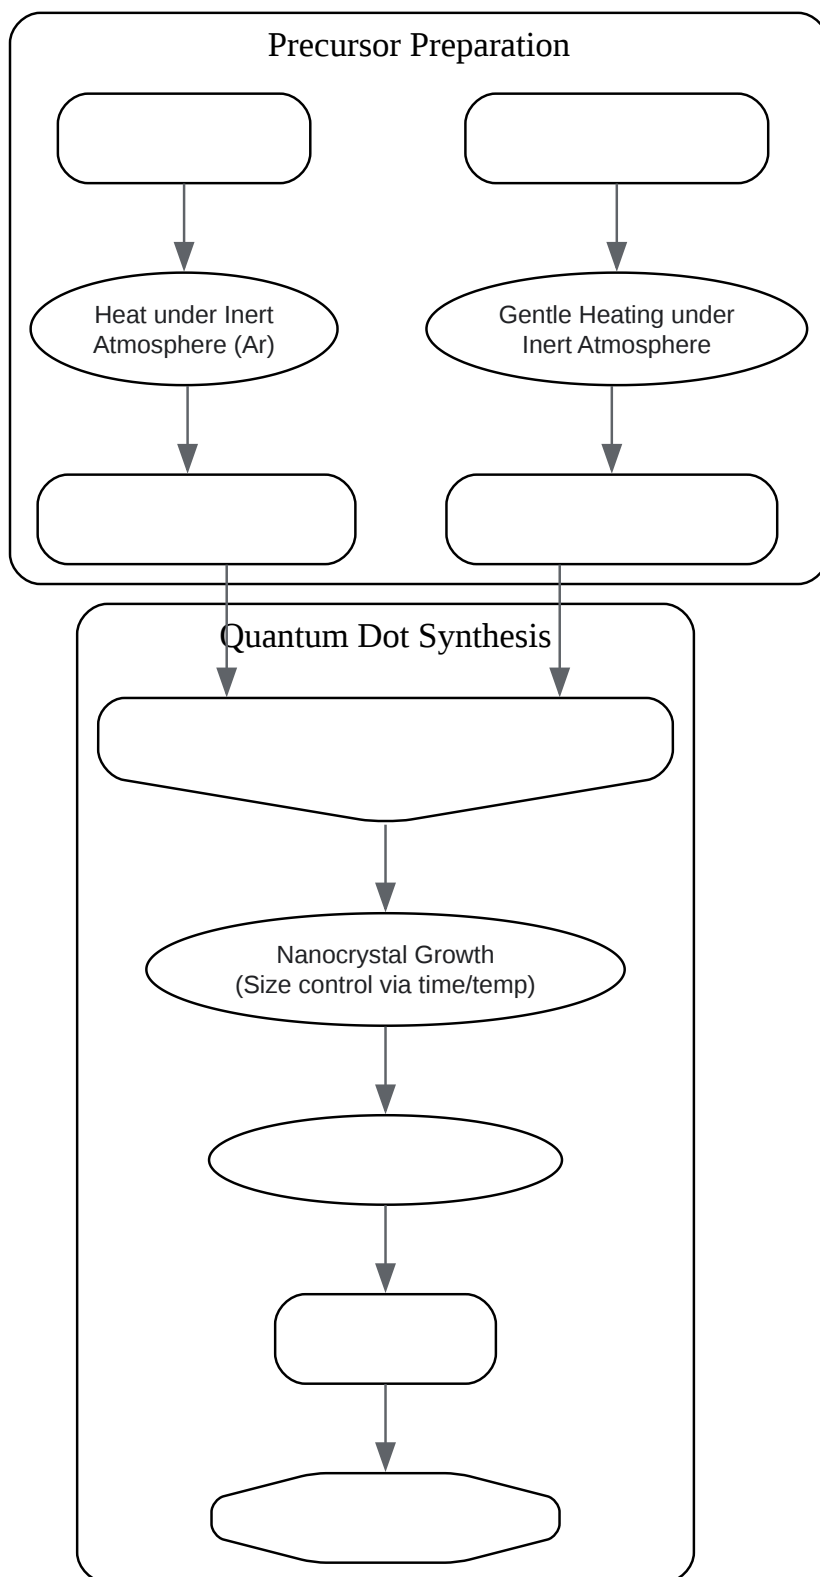 Precursor Preparation
Heat under Inert
Atmosphere (Ar)
Gentle Heating under
Inert Atmosphere
Quantum Dot Synthesis
Nanocrystal Growth
(Size control via time/temp)